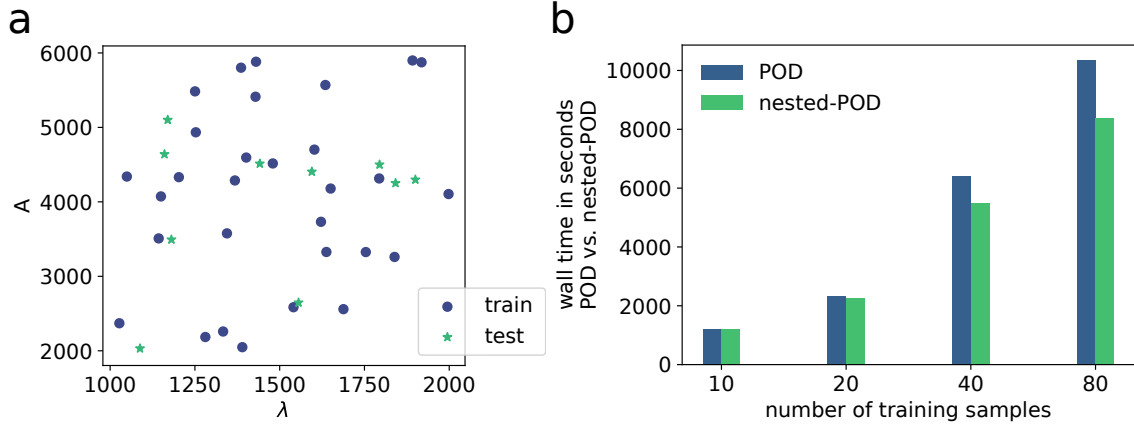 a
6000
5000
4000
3000
2000
A
1000
1250
1500
1750
2000
λ
train
test
b
10000
8000
6000
4000
2000
0
wall time in seconds
POD vs. nested-POD
POD
nested-POD
10
20
40
80
number of training samples